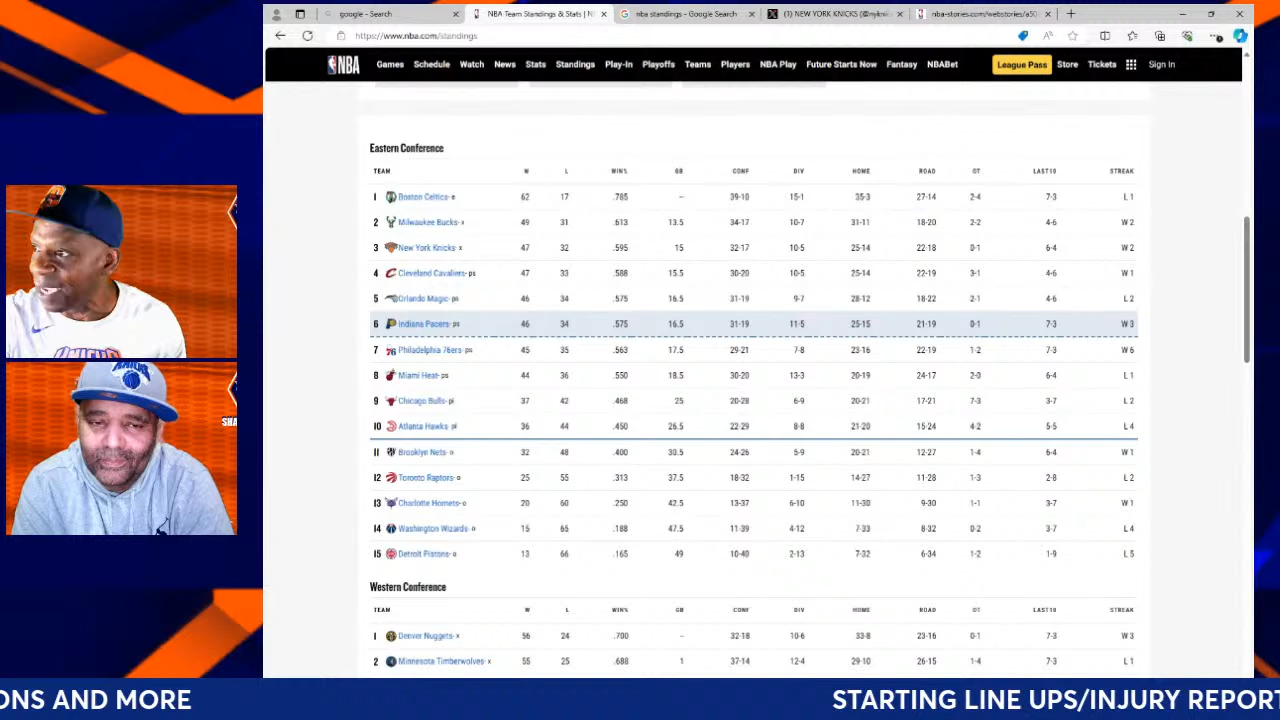 google - Search
NBA Team Standings & Stats | N
nba standings - Google Search
(1) NEW YORK KNICKS (@nyknic
nba-stories.com/webstories/a50
https://www.nba.com/standings
NBA Games Schedule Watch News Stats Standings Play-In Playoffs Teams Players NBA Play Future Starts Now Fantasy NBABet League Pass Store Tickets Sign In
Eastern Conference
TEAM W L WIN% GB CONF DIV HOME ROAD OT LAST10 STREAK
1 Boston Celtics - e 62 17 .785 -- 39-10 15-1 35-3 27-14 2-4 7-3 L 1
2 Milwaukee Bucks - x 49 31 .613 13.5 34-17 10-7 31-11 18-20 2-2 4-6 W 2
3 New York Knicks - x 47 32 .595 15 32-17 10-5 25-14 22-18 0-1 6-4 W 2
4 Cleveland Cavaliers - ps 47 33 .588 15.5 30-20 10-5 25-14 22-19 3-1 4-6 W 1
5 Orlando Magic - ps 46 34 .575 16.5 31-19 9-7 28-12 18-22 2-1 4-6 L 2
6 Indiana Pacers - ps 46 34 .575 16.5 31-19 11-5 25-15 21-19 0-1 7-3 W 3
7 Philadelphia 76ers - ps 45 35 .563 17.5 29-21 7-8 23-16 22-19 1-2 7-3 W 6
8 Miami Heat - ps 44 36 .550 18.5 30-20 13-3 20-19 24-17 2-0 6-4 L 1
9 Chicago Bulls - pi 37 42 .468 25 20-28 6-9 20-21 17-21 7-3 3-7 L 2
10 Atlanta Hawks - pi 36 44 .450 26.5 22-29 8-8 21-20 15-24 4-2 5-5 L 4
11 Brooklyn Nets - o 32 48 .400 30.5 24-26 5-9 20-21 12-27 1-4 6-4 W 1
12 Toronto Raptors - o 25 55 .313 37.5 18-32 1-15 14-27 11-28 1-3 2-8 L 2
13 Charlotte Hornets - o 20 60 .250 42.5 13-37 6-10 11-30 9-30 1-1 3-7 W 1
14 Washington Wizards - o 15 65 .188 47.5 11-39 4-12 7-33 8-32 0-2 3-7 L 4
15 Detroit Pistons - o 13 66 .165 49 10-40 2-13 7-32 6-34 1-2 1-9 L 5
Western Conference
TEAM W L WIN% GB CONF DIV HOME ROAD OT LAST10 STREAK
1 Denver Nuggets - x 56 24 .700 -- 32-18 10-6 33-8 23-16 0-1 7-3 W 3
2 Minnesota Timberwolves - x 55 25 .688 1 37-14 12-4 29-10 26-15 1-4 7-3 L 1
SHA
ONS AND MORE
STARTING LINE UPS/INJURY REPORT